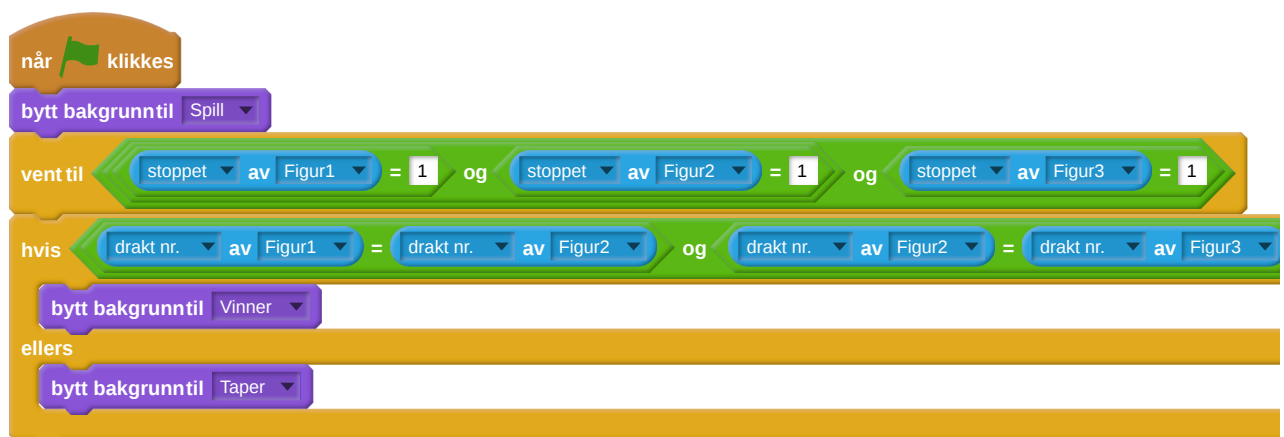 når klikkes
bytt bakgrunn til Spill
vent til stoppet av Figur1 = 1 og stoppet av Figur2 = 1 og stoppet av Figur3 = 1
hvis drakt nr. av Figur1 = drakt nr. av Figur2 og drakt nr. av Figur2 = drakt nr. av Figur3
bytt bakgrunn til Vinner
ellers
bytt bakgrunn til Taper